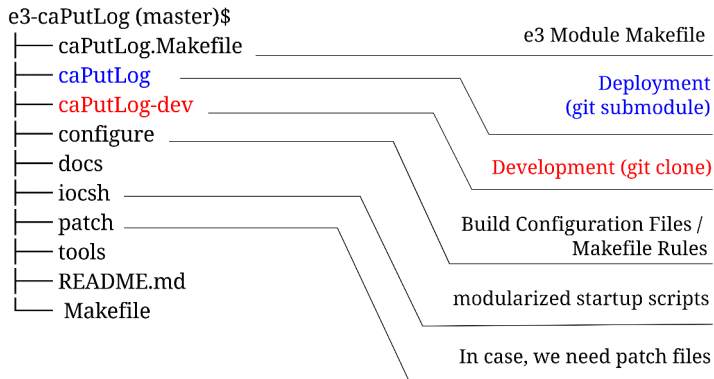 e3-caPutLog (master)$
caPutLog.Makefile
e3 Module Makefile
caPutLog
Deployment
(git submodule)
caPutLog-dev
Development (git clone)
configure
Build Configuration Files /
Makefile Rules
docs
iocsh
modularized startup scripts
patch
In case, we need patch files
tools
README.md
Makefile